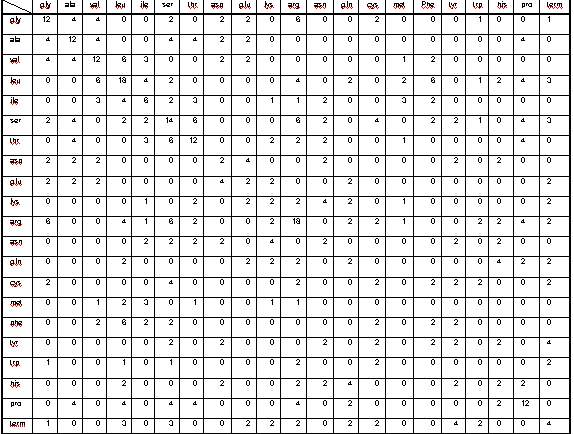 gly ala val leu ile ser thr asp glu lys arg asn gln cys met Phe tyr trp his pro term
gly 12 4 4 0 0 2 0 2 2 0 6 0 0 2 0 0 0 1 0 0 1
ala 4 12 4 0 0 4 4 2 2 0 0 0 0 0 0 0 0 0 0 4 0
val 4 4 12 6 3 0 0 2 2 0 0 0 0 0 1 2 0 0 0 0 0
leu 0 0 6 18 4 2 0 0 0 0 4 0 2 0 2 6 0 1 2 4 3
ile 0 0 3 4 6 2 3 0 0 1 1 2 0 0 3 2 0 0 0 0 0
ser 2 4 0 2 2 14 6 0 0 0 6 2 0 4 0 2 2 1 0 4 3
thr 0 4 0 0 3 6 12 0 0 2 2 2 0 0 1 0 0 0 0 4 0
asp 2 2 2 0 0 0 0 2 4 0 0 2 0 0 0 0 2 0 2 0 0
glu 2 2 2 0 0 0 0 4 2 2 0 0 2 0 0 0 0 0 0 0 2
lys 0 0 0 0 1 0 2 0 2 2 2 4 2 0 1 0 0 0 0 0 2
arg 6 0 0 4 1 6 2 0 0 2 18 0 2 2 1 0 0 2 2 4 2
asn 0 0 0 0 2 2 2 2 0 4 0 2 0 0 0 0 2 0 2 0 0
gln 0 0 0 2 0 0 0 0 2 2 2 0 2 0 0 0 0 0 4 2 2
cys 2 0 0 0 0 4 0 0 0 0 2 0 0 2 0 2 2 2 0 0 2
met 0 0 1 2 3 0 1 0 0 1 1 0 0 0 0 0 0 0 0 0 0
phe 0 0 2 6 2 2 0 0 0 0 0 0 0 2 0 2 2 0 0 0 0
tyr 0 0 0 0 0 2 0 2 0 0 0 2 0 2 0 2 2 0 2 0 4
trp 1 0 0 1 0 1 0 0 0 0 2 0 0 2 0 0 0 0 0 0 2
his 0 0 0 2 0 0 0 2 0 0 2 2 4 0 0 0 2 0 2 2 0
pro 0 4 0 4 0 4 4 0 0 0 4 0 2 0 0 0 0 0 2 12 0
term 1 0 0 3 0 3 0 0 2 2 2 0 2 2 0 0 4 2 0 0 4